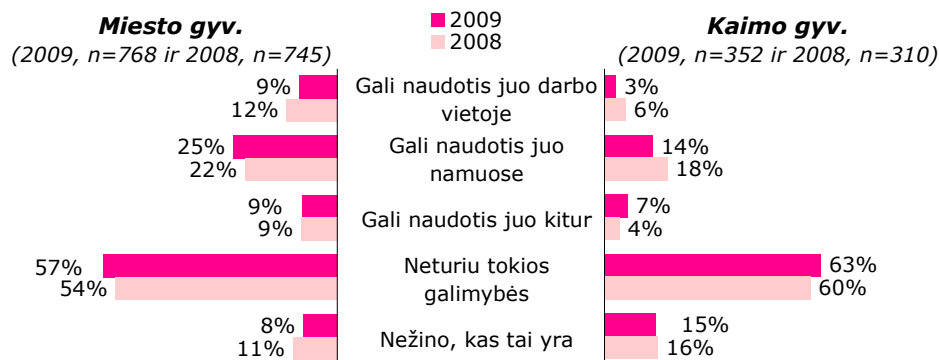 Miesto gyv.
(2009, n=768 ir 2008, n=745)
2009
2008
Kaimo gyv.
(2009, n=352 ir 2008, n=310)
9%
12%
Gali naudotis juo darbo
vietoje
3%
6%
25%
22%
Gali naudotis juo
namuose
14%
18%
9%
9%
Gali naudotis juo kitur
7%
4%
57%
54%
Neturiu tokios
galimybės
63%
60%
8%
11%
Nežino, kas tai yra
15%
16%